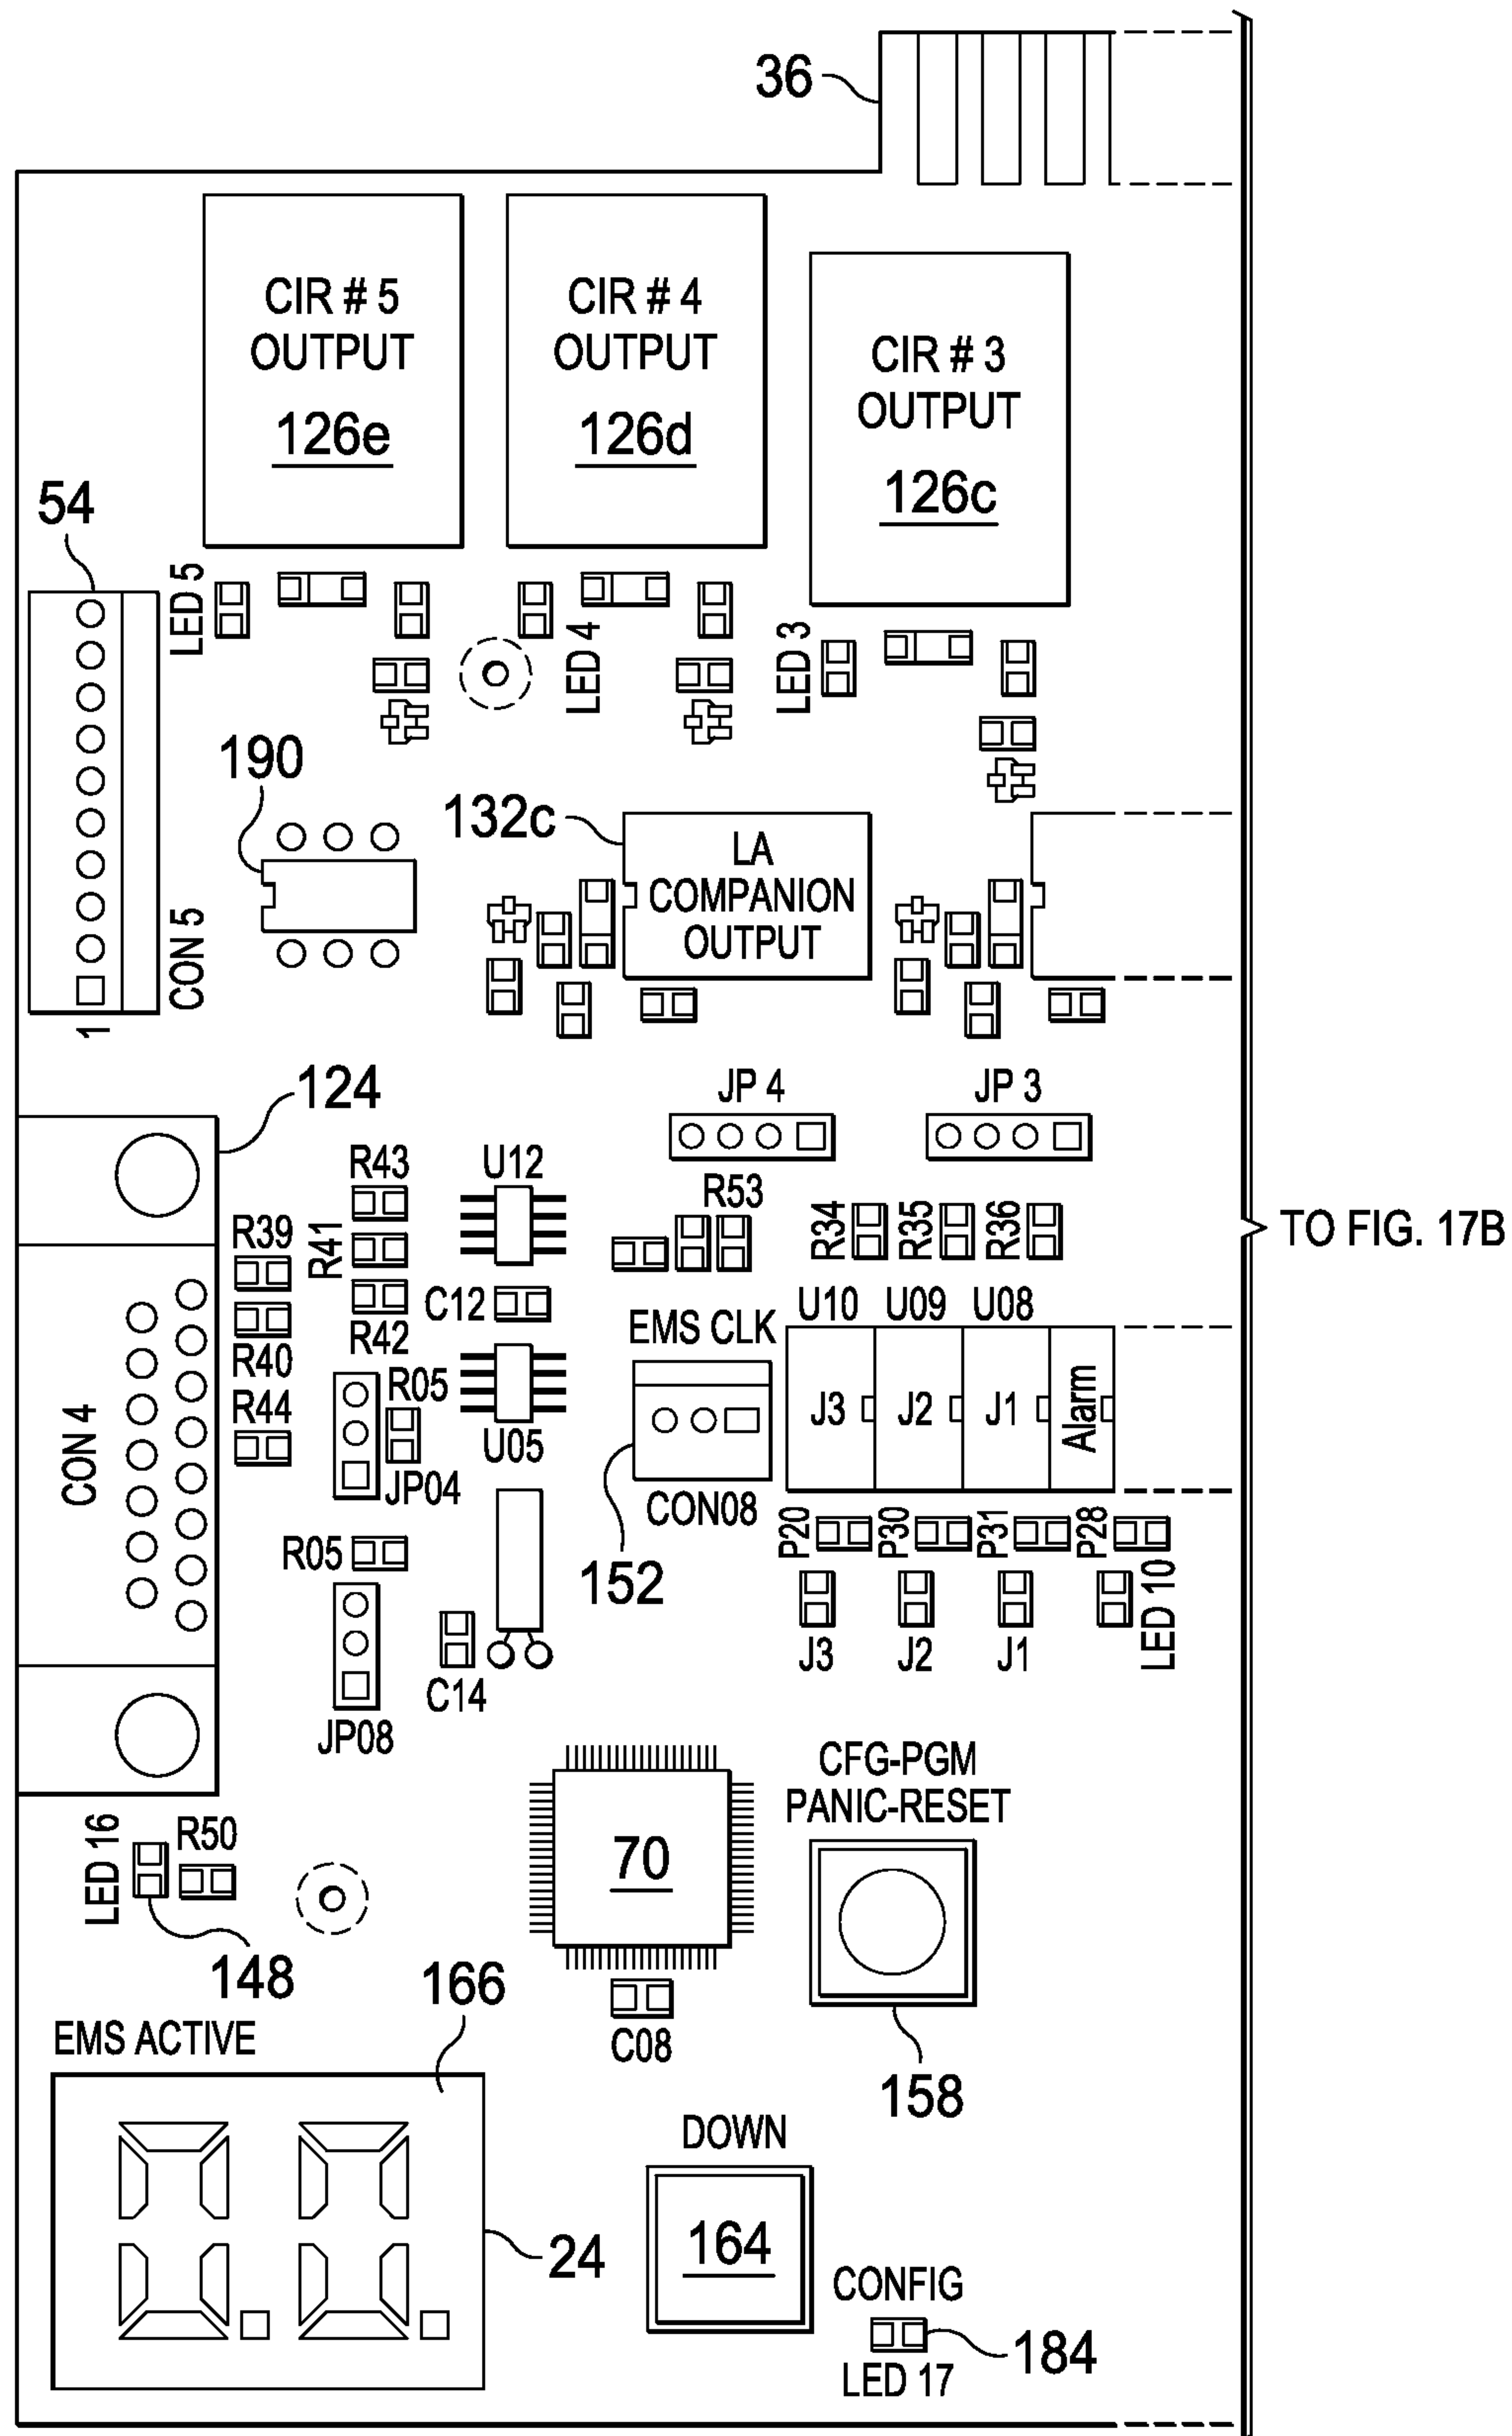 36
CIR # 5
OUTPUT
126e
CIR # 4
OUTPUT
126d
CIR # 3
OUTPUT
126c
54
LED 5
LED 4
LED 3
190
132c
LA
COMPANION
OUTPUT
CON 5
1
124
JP 4
JP 3
R43
U12
R53
R39
R41
R34
R35
R36
TO FIG. 17B
C12
R42
R40
EMS CLK
U10
U09
U08
R44
R05
CON 4
J3
J2
J1
Alarm
U05
JP04
CON08
R05
152
P20
P30
P31
P28
J3
J2
J1
LED 10
C14
JP08
CFG-PGM
PANIC-RESET
LED 16
R50
70
148
166
EMS ACTIVE
C08
158
DOWN
164
24
CONFIG
184
LED 17